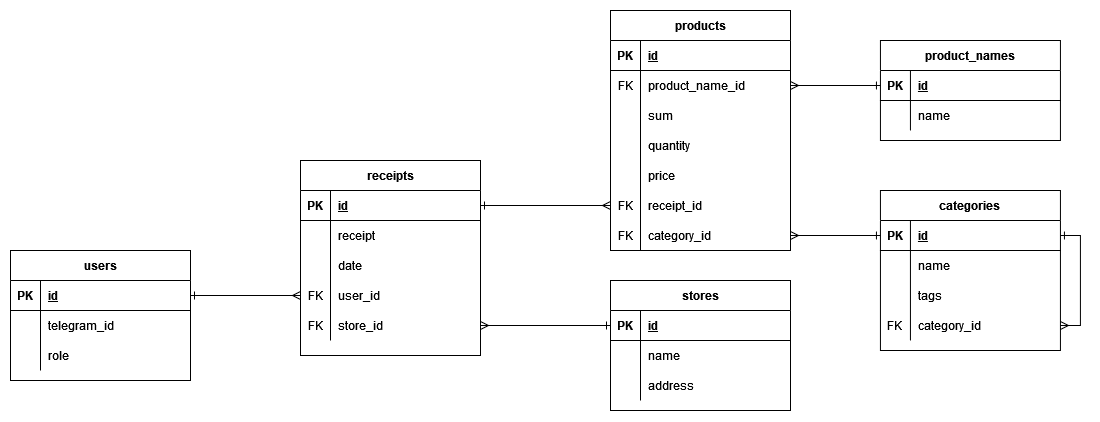 users
PK id
telegram_id
role
receipts
PK id
receipt
date
FK user_id
FK store_id
products
PK id
FK product_name_id
sum
quantity
price
FK receipt_id
FK category_id
stores
PK id
name
address
product_names
PK id
name
categories
PK id
name
tags
FK category_id